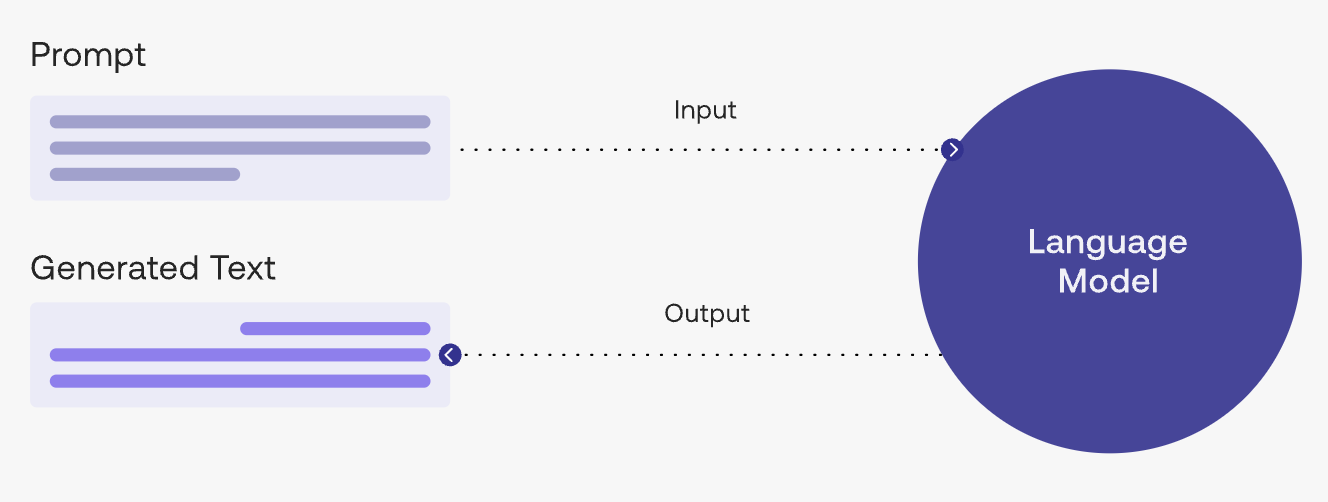 Prompt
Input
Generated Text
Output
Language
Model